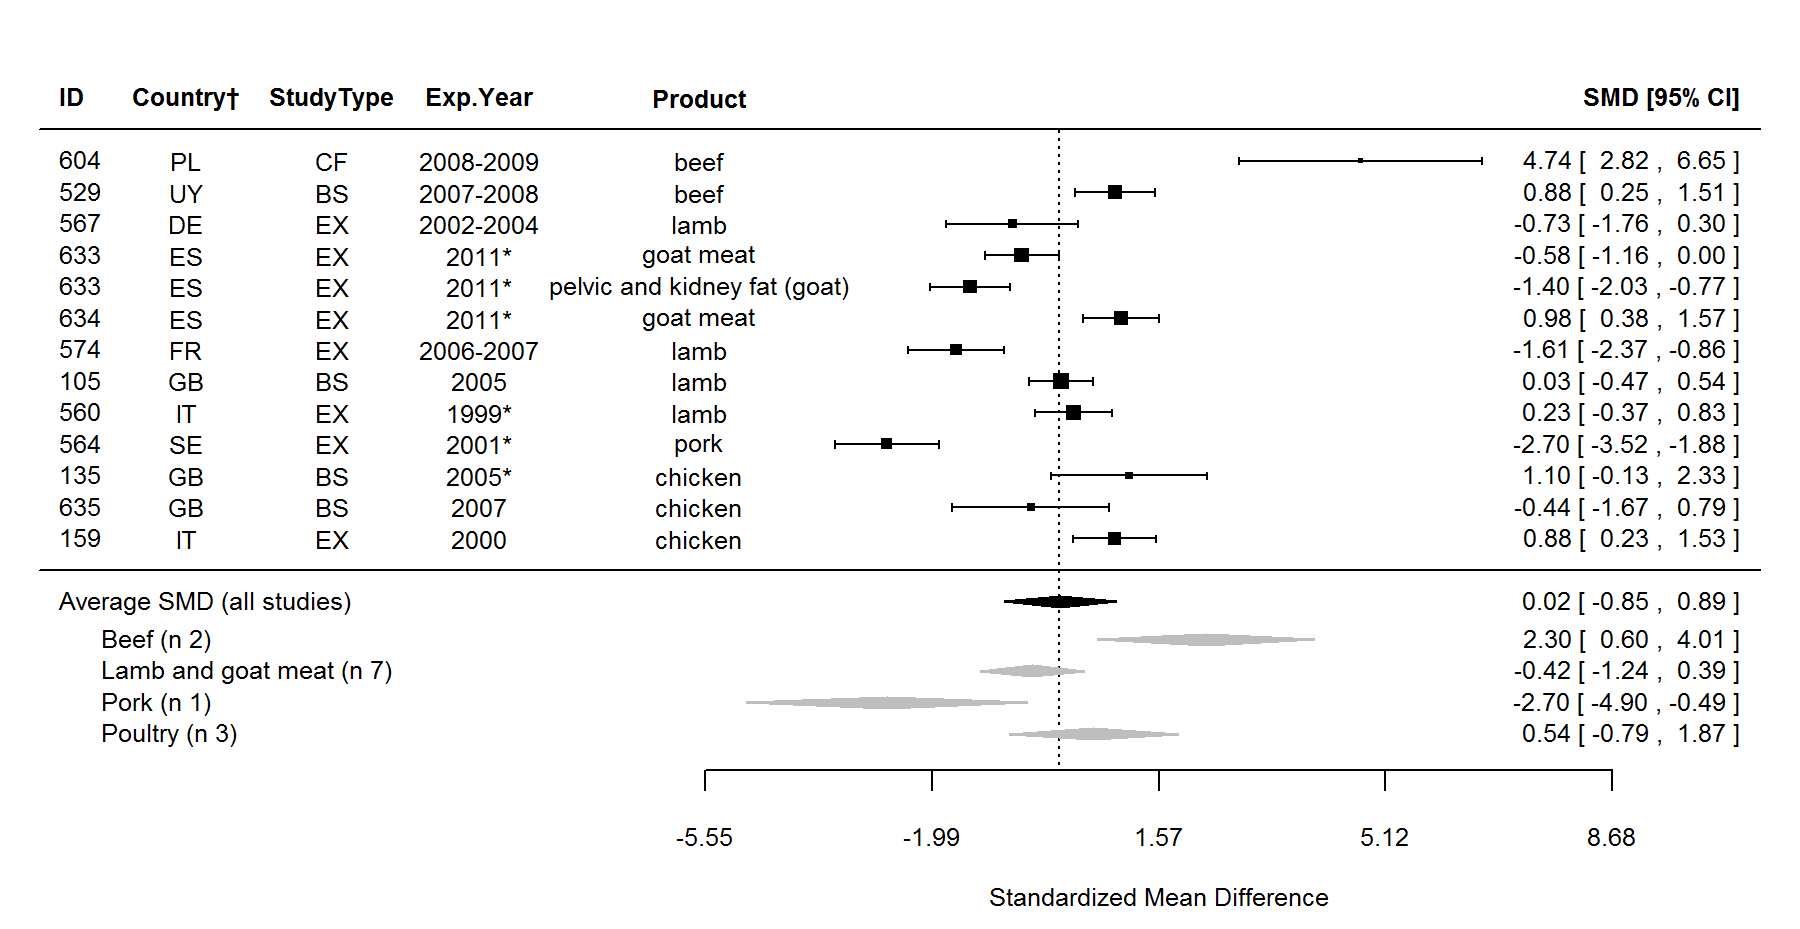 ID Country† StudyType Exp.Year Product SMD [95% CI]
604 PL CF 2008-2009 beef 4.74 [ 2.82 , 6.65 ]
529 UY BS 2007-2008 beef 0.88 [ 0.25 , 1.51 ]
567 DE EX 2002-2004 lamb -0.73 [ -1.76 , 0.30 ]
633 ES EX 2011* goat meat -0.58 [ -1.16 , 0.00 ]
633 ES EX 2011* pelvic and kidney fat (goat) -1.40 [ -2.03 , -0.77 ]
634 ES EX 2011* goat meat 0.98 [ 0.38 , 1.57 ]
574 FR EX 2006-2007 lamb -1.61 [ -2.37 , -0.86 ]
105 GB BS 2005 lamb 0.03 [ -0.47 , 0.54 ]
560 IT EX 1999* lamb 0.23 [ -0.37 , 0.83 ]
564 SE EX 2001* pork -2.70 [ -3.52 , -1.88 ]
135 GB BS 2005* chicken 1.10 [ -0.13 , 2.33 ]
635 GB BS 2007 chicken -0.44 [ -1.67 , 0.79 ]
159 IT EX 2000 chicken 0.88 [ 0.23 , 1.53 ]
Average SMD (all studies) 0.02 [ -0.85 , 0.89 ]
Beef (n 2) 2.30 [ 0.60 , 4.01 ]
Lamb and goat meat (n 7) -0.42 [ -1.24 , 0.39 ]
Pork (n 1) -2.70 [ -4.90 , -0.49 ]
Poultry (n 3) 0.54 [ -0.79 , 1.87 ]
-5.55 -1.99 1.57 5.12 8.68
Standardized Mean Difference